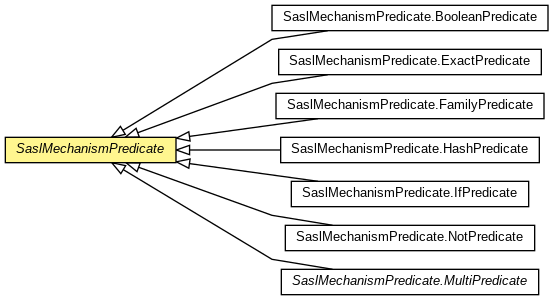 SaslMechanismPredicate.BooleanPredicate
SaslMechanismPredicate.ExactPredicate
SaslMechanismPredicate.FamilyPredicate
SaslMechanismPredicate
SaslMechanismPredicate.HashPredicate
SaslMechanismPredicate.IfPredicate
SaslMechanismPredicate.NotPredicate
SaslMechanismPredicate.MultiPredicate